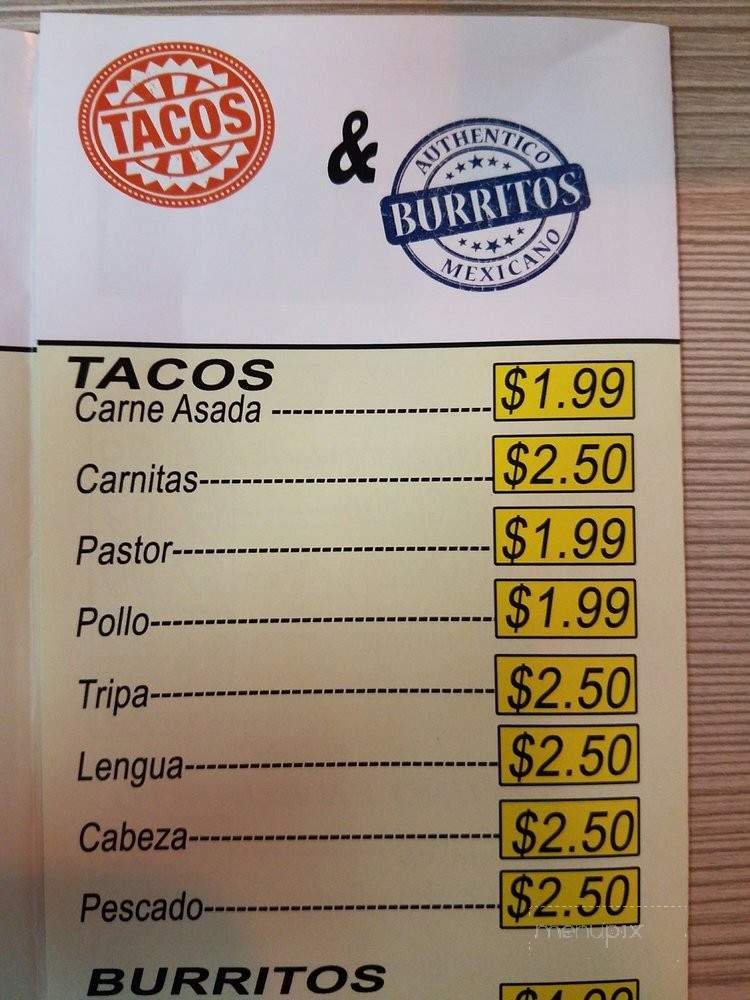 TACOS
&
AUTHENTICO
BURRITOS
MEXICANO
TACOS
Carne Asada ---------------------- $1.99
Carnitas---------------------------- $2.50
Pastor------------------------------- $1.99
Pollo--------------------------------- $1.99
Tripa--------------------------------- $2.50
Lengua------------------------------ $2.50
Cabeza------------------------------ $2.50
Pescado---------------------------- $2.50
menupix
BURRITOS